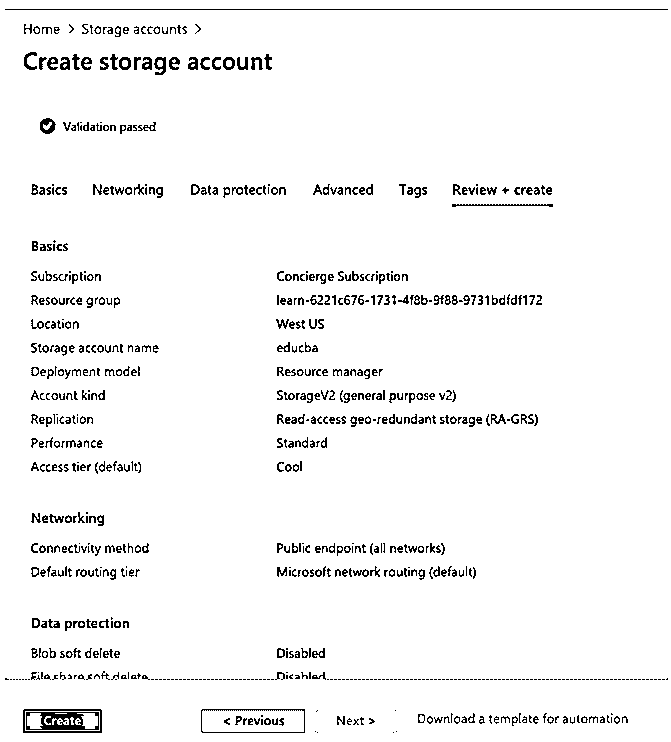 Home > Storage accounts >
Create storage account
Validation passed
Basics Networking Data protection Advanced Tags Review + create
Basics
Subscription Concierge Subscription
Resource group learn-6221c676-1731-4f8b-9f88-9731bdfdf172
Location West US
Storage account name educba
Deployment model Resource manager
Account kind StorageV2 (general purpose v2)
Replication Read-access geo-redundant storage (RA-GRS)
Performance Standard
Access tier (default) Cool
Networking
Connectivity method Public endpoint (all networks)
Default routing tier Microsoft network routing (default)
Data protection
Blob soft delete Disabled
File share soft delete Disabled
Create < Previous Next > Download a template for automation